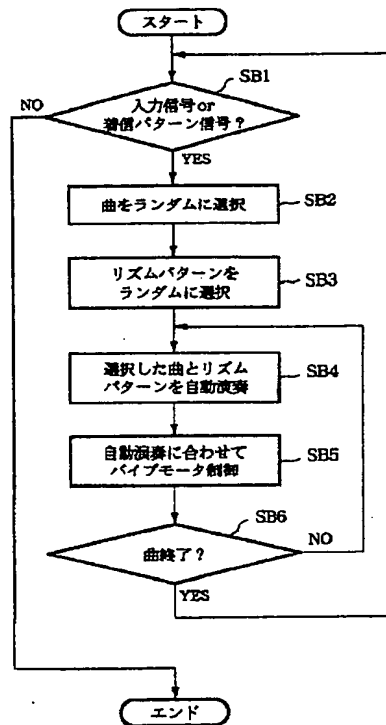 スタート
SB1
NO
入力信号or
着信パターン信号?
YES
曲をランダムに選択
SB2
リズムパターンを
ランダムに選択
SB3
選択した曲とリズム
パターンを自動演奏
SB4
自動演奏に合わせて
バイブモータ制御
SB5
SB6
曲終了?
NO
YES
エンド